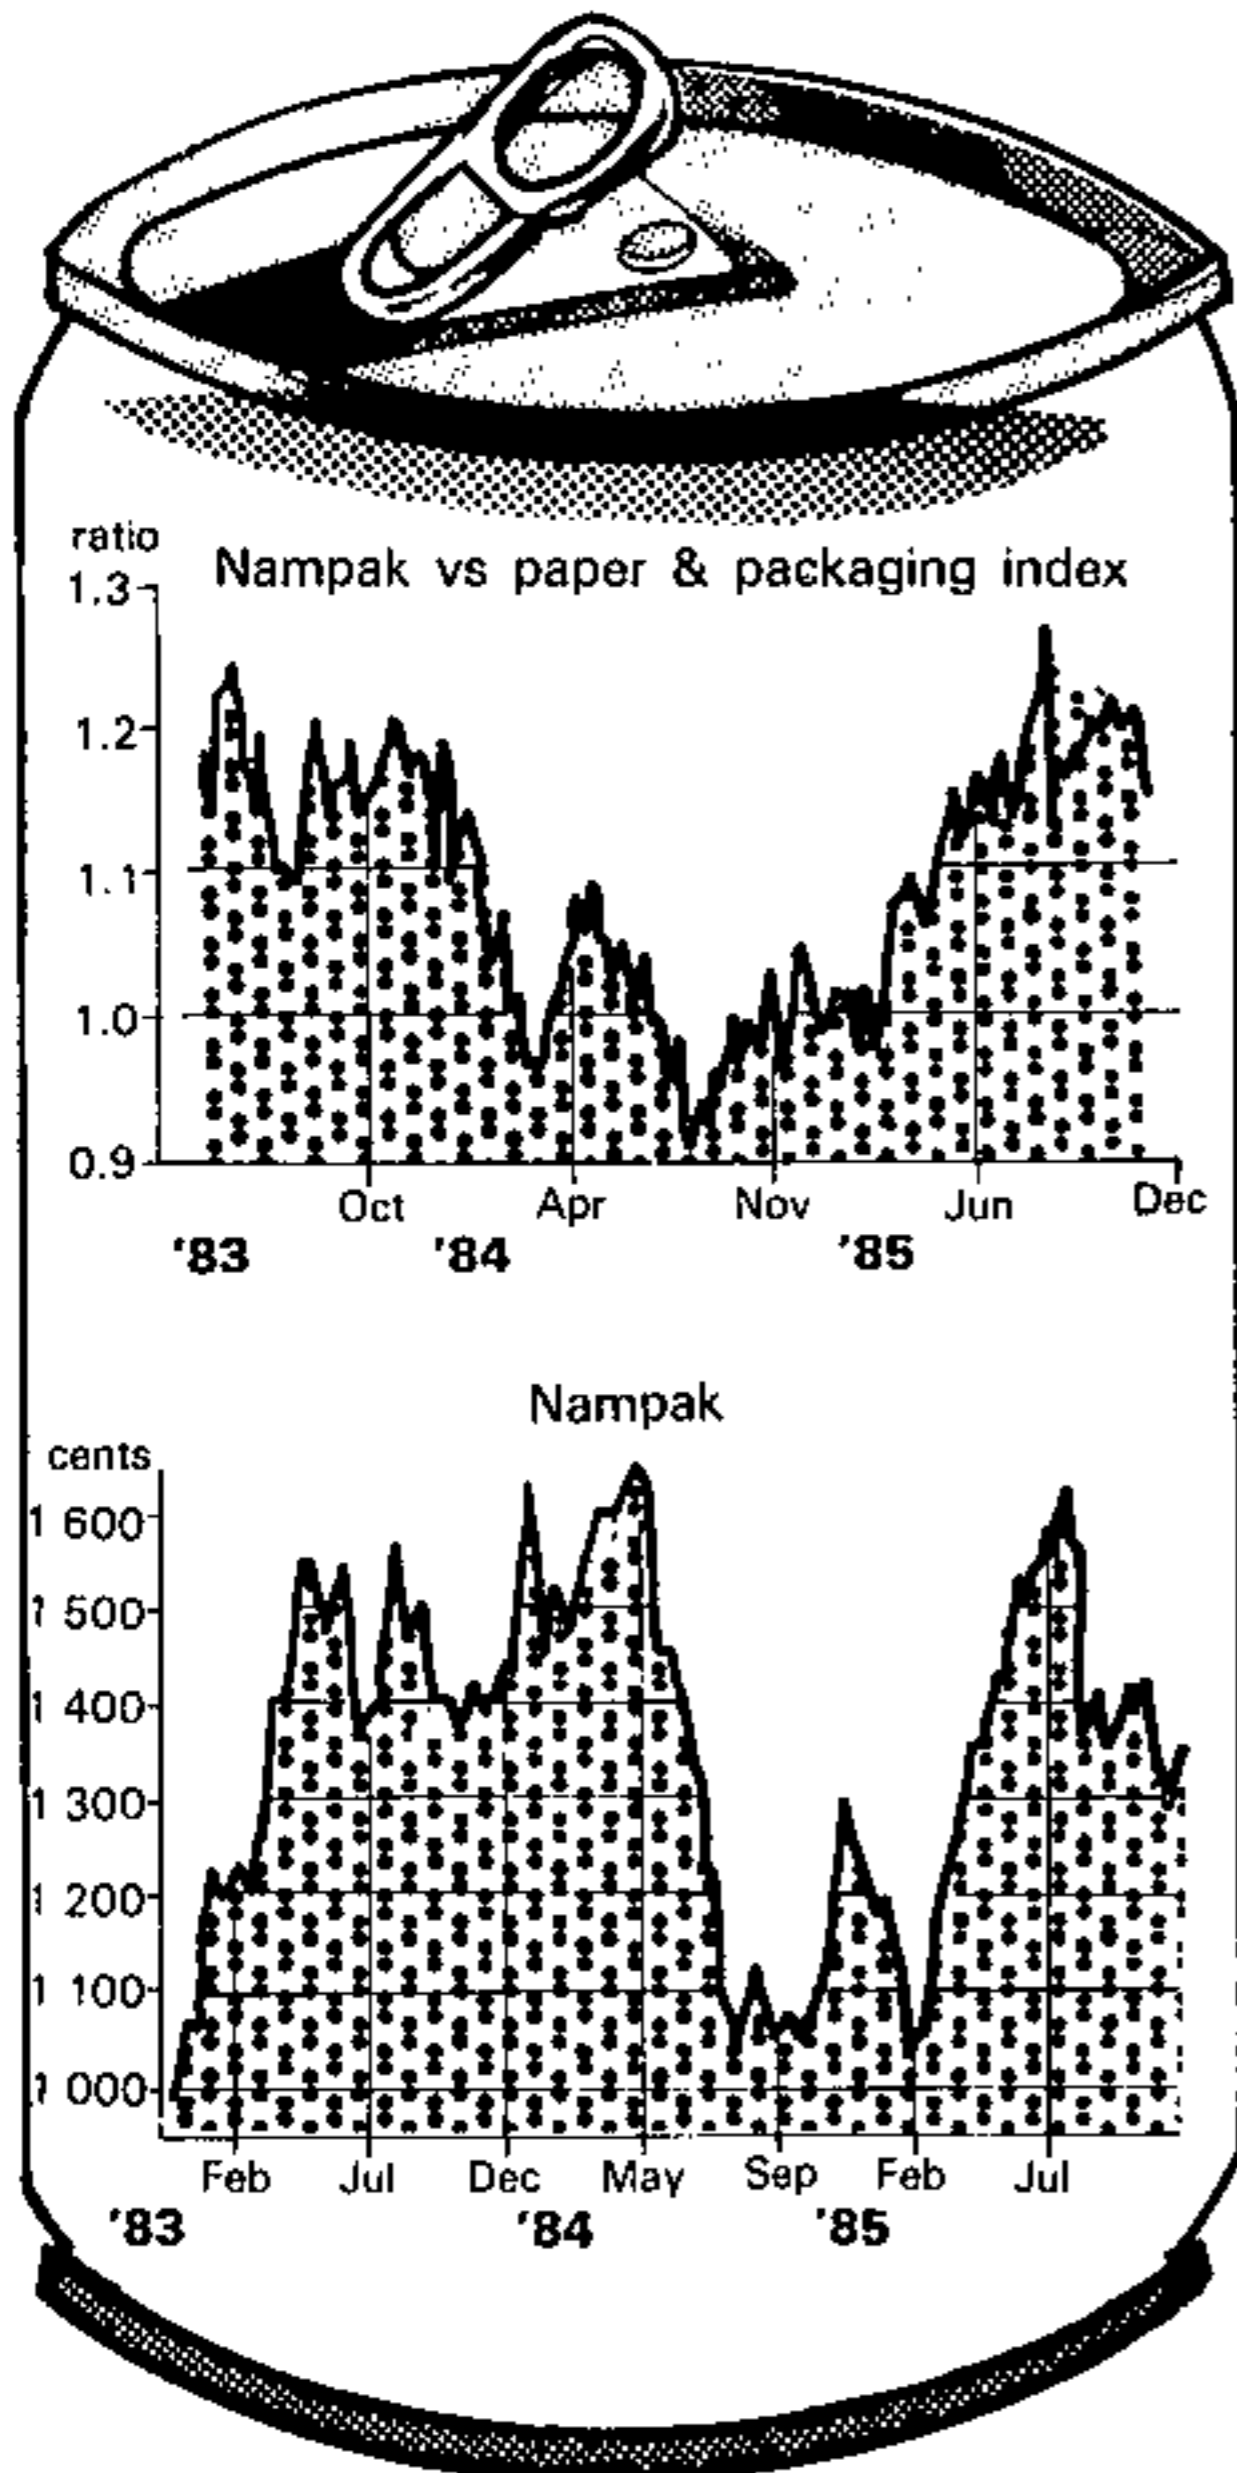 ratio
Nampak vs paper & packaging index
1.3
1.2
1.1
1.0
0.9
Oct Apr Nov Jun Dec
'83 '84 '85
Nampak
cents
1 600
1 500
1 400
1 300
1 200
1 100
1 000
Feb Jul Dec May Sep Feb Jul
'83 '84 '85